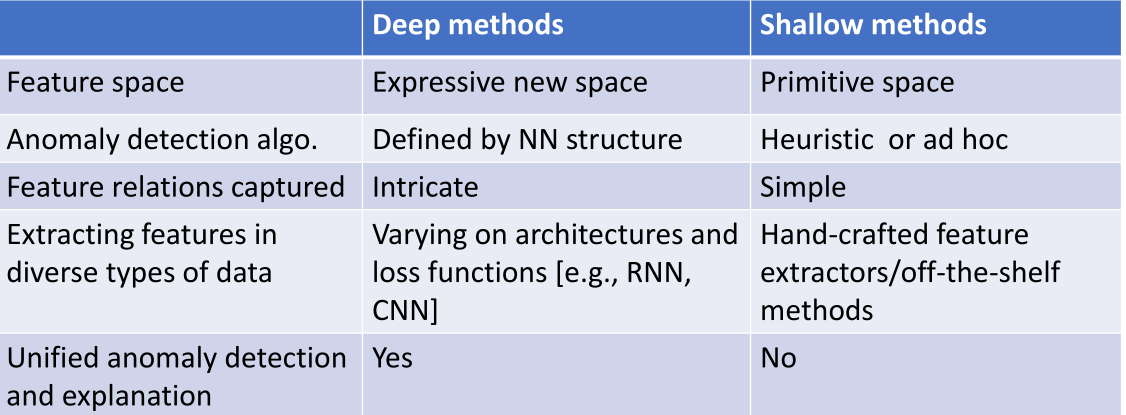 Deep methods
Shallow methods
Feature space
Expressive new space
Primitive space
Anomaly detection algo.
Defined by NN structure
Heuristic or ad hoc
Feature relations captured
Intricate
Simple
Extracting features in
diverse types of data
Varying on architectures and
loss functions [e.g., RNN,
CNN]
Hand-crafted feature
extractors/off-the-shelf
methods
Unified anomaly detection
and explanation
Yes
No